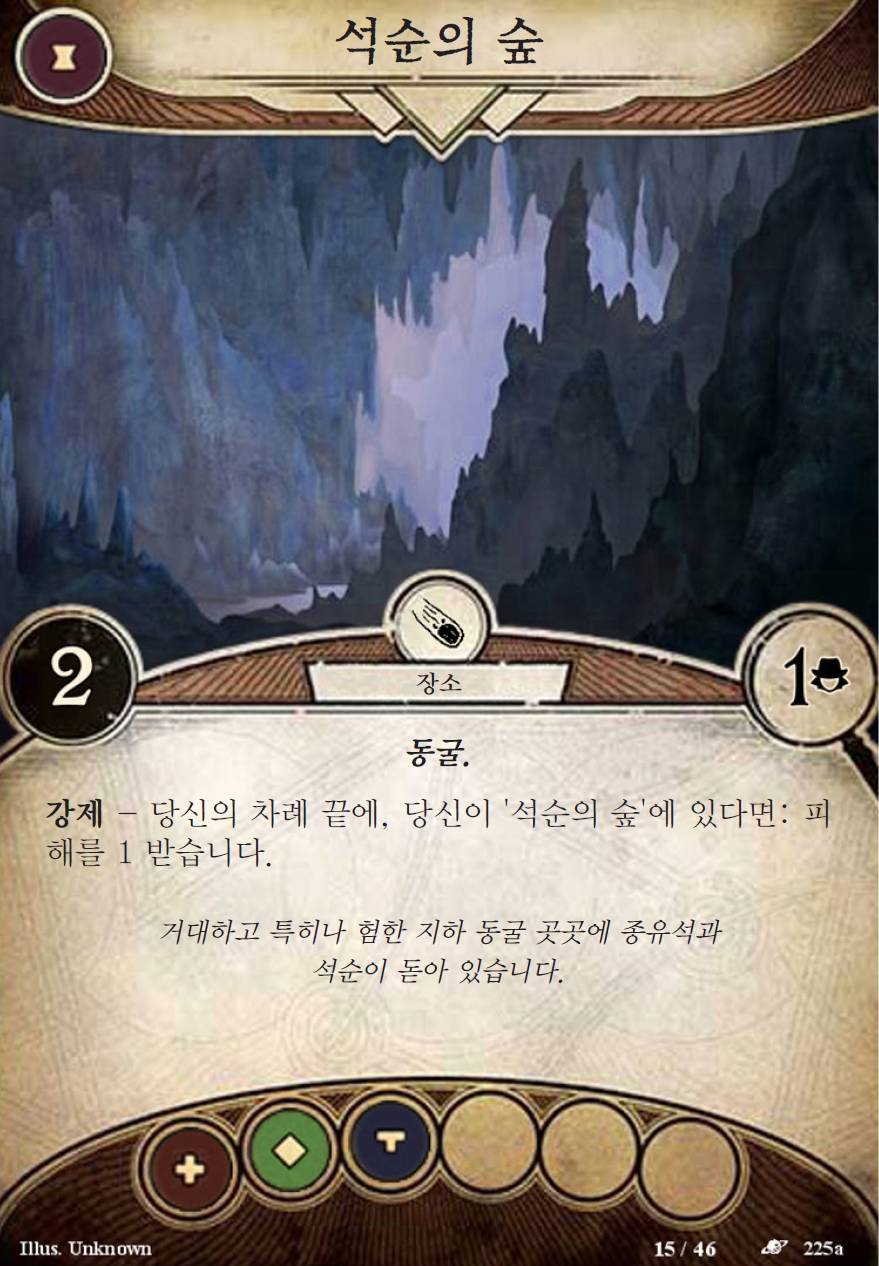 석순의 숲
2
1
장소
동굴.
강제 – 당신의 차례 끝에, 당신이 '석순의 숲'에 있다면: 피
해를 1 받습니다.
거대하고 특히나 험한 지하 동굴 곳곳에 종유석과
석순이 돋아 있습니다.
Illus. Unknown
15 / 46
225a